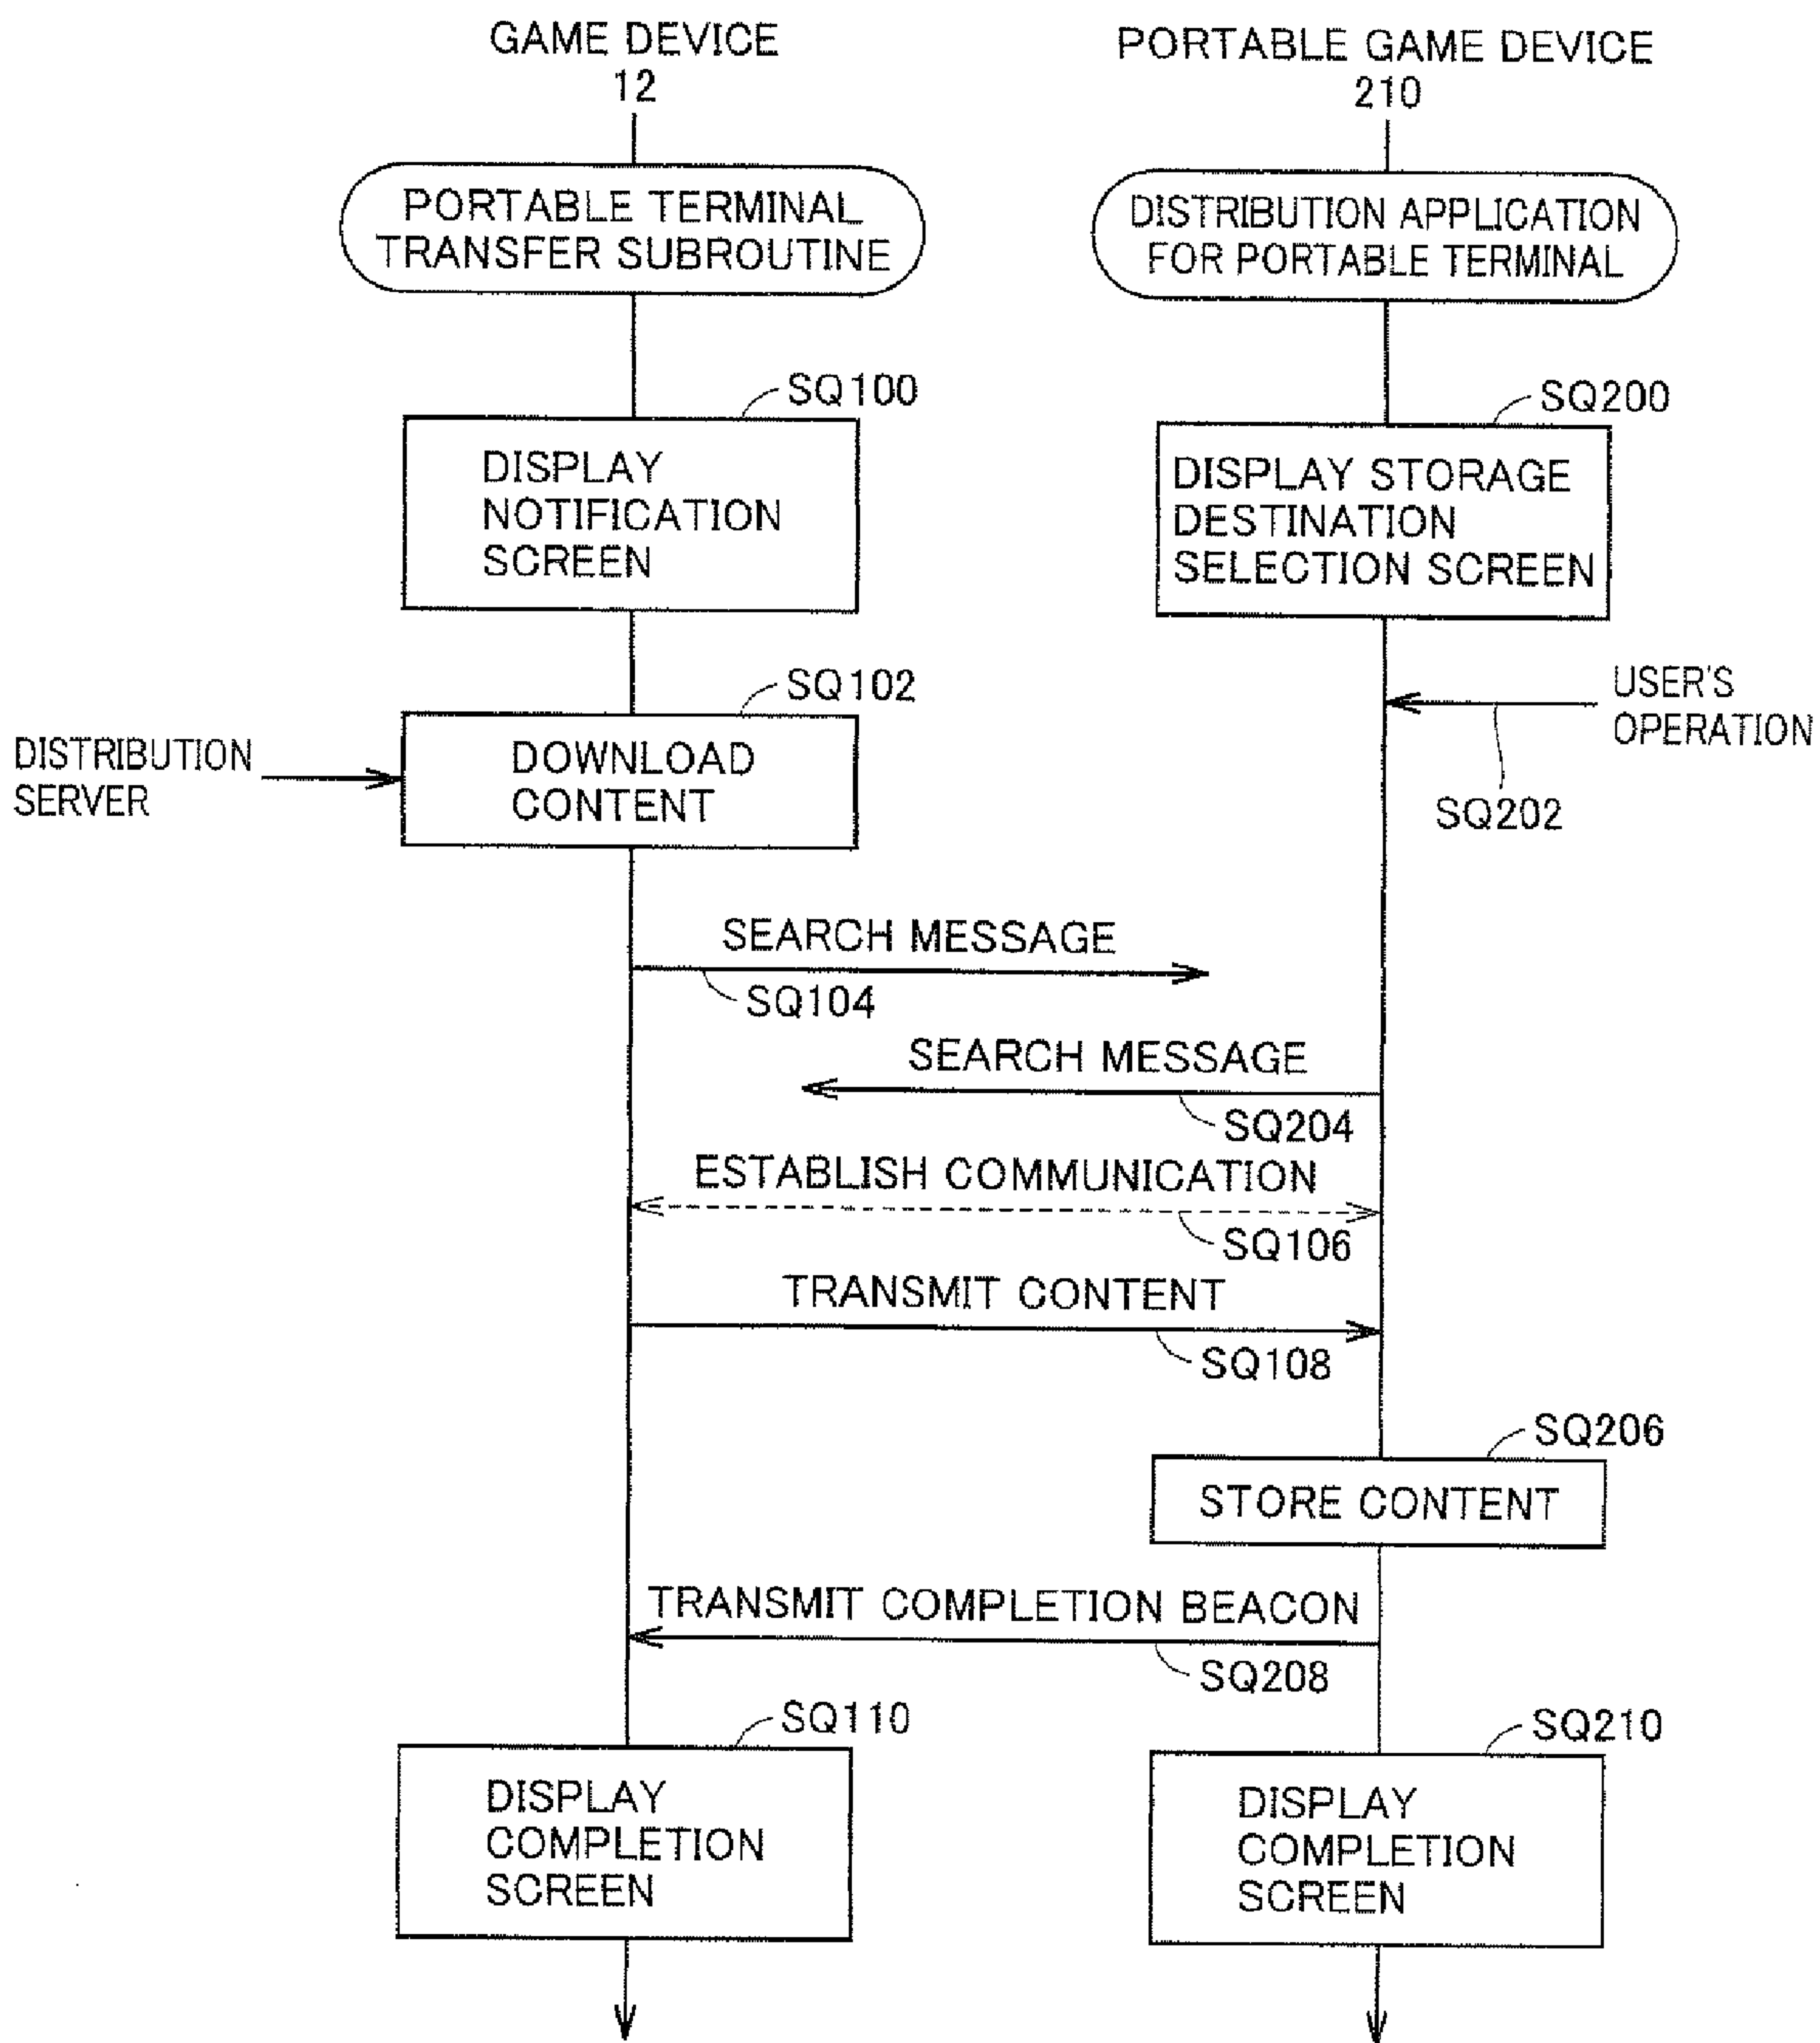 GAME DEVICE
12
PORTABLE GAME DEVICE
210
PORTABLE TERMINAL
TRANSFER SUBROUTINE
DISTRIBUTION APPLICATION
FOR PORTABLE TERMINAL
SQ100
DISPLAY
NOTIFICATION
SCREEN
SQ200
DISPLAY STORAGE
DESTINATION
SELECTION SCREEN
SQ102
DISTRIBUTION
SERVER
DOWNLOAD
CONTENT
USER'S
OPERATION
SQ202
SEARCH MESSAGE
SQ104
SEARCH MESSAGE
SQ204
ESTABLISH COMMUNICATION
SQ106
TRANSMIT CONTENT
SQ108
SQ206
STORE CONTENT
TRANSMIT COMPLETION BEACON
SQ208
SQ110
DISPLAY
COMPLETION
SCREEN
SQ210
DISPLAY
COMPLETION
SCREEN